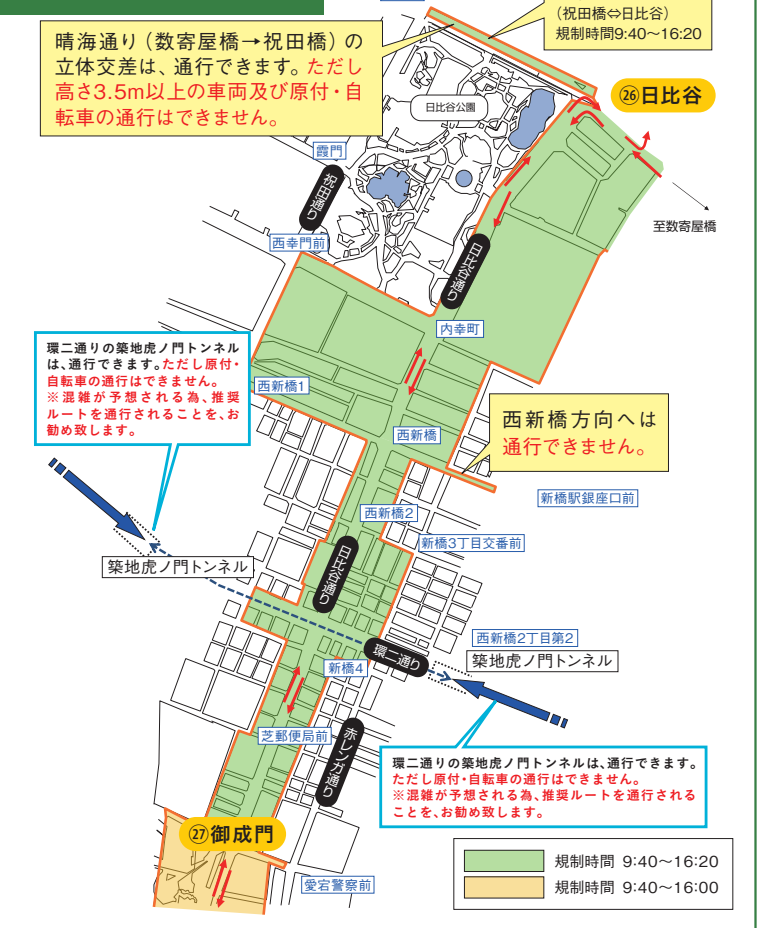 (祝田橋⇔日比谷)
規制時間9:40〜16:20
晴海通り(数寄屋橋→祝田橋)の
立体交差は、通行できます。ただし
高さ3.5m以上の車両及び原付・自
転車の通行はできません。
㉖日比谷
日比谷公園
霞門
祝田通り
至数寄屋橋
西幸門前
日比谷通り
内幸町
環二通りの築地虎ノ門トンネル
は、通行できます。ただし原付・
自転車の通行はできません。
※混雑が予想される為、推奨
ルートを通行されることを、お
勧め致します。
西新橋1
西新橋
西新橋方向へは
通行できません。
新橋駅銀座口前
西新橋2
新橋3丁目交番前
日比谷通り
築地虎ノ門トンネル
西新橋2丁目第2
環二通り
築地虎ノ門トンネル
新橋4
芝郵便局前
赤レンガ通り
環二通りの築地虎ノ門トンネルは、通行できます。
ただし原付・自転車の通行はできません。
※混雑が予想される為、推奨ルートを通行される
ことを、お勧め致します。
㉗御成門
愛宕警察前
規制時間 9:40〜16:20
規制時間 9:40〜16:00